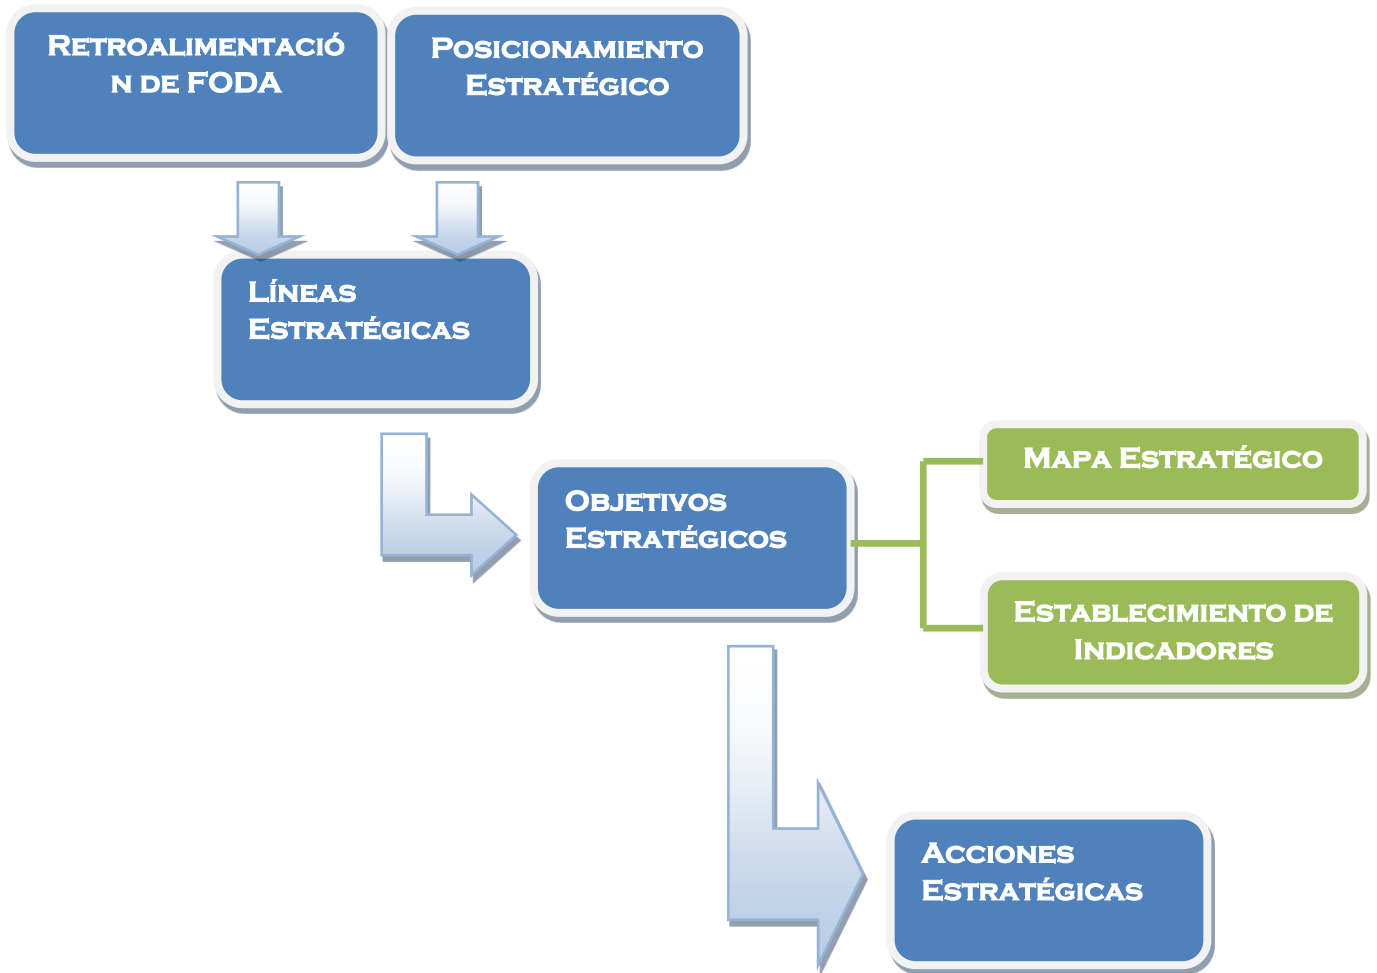 Retroalimentació
n de FODA
Posicionamiento
Estratégico
Líneas
Estratégicas
Objetivos
Estratégicos
Mapa Estratégico
Establecimiento de
Indicadores
Acciones
Estratégicas